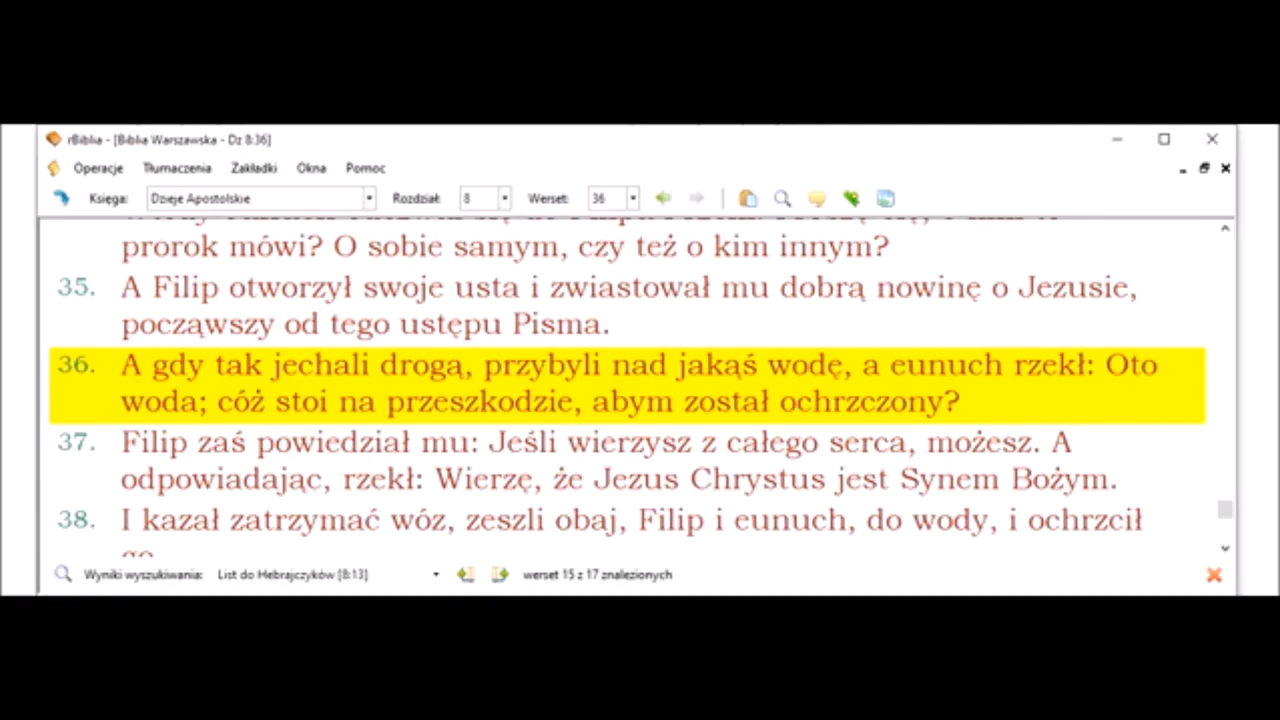 rBiblia - [Biblia Warszawska - Dz 8:36]
Operacje Tłumaczenia Zakładki Okna Pomoc
Księga: Dzieje Apostolskie Rozdział: 8 Werset: 36
prorok mówi? O sobie samym, czy też o kim innym?
35. A Filip otworzył swoje usta i zwiastował mu dobrą nowinę o Jezusie,
począwszy od tego ustępu Pisma.
36. A gdy tak jechali drogą, przybyli nad jakąś wodę, a eunuch rzekł: Oto
woda; cóż stoi na przeszkodzie, abym został ochrzczony?
37. Filip zaś powiedział mu: Jeśli wierzysz z całego serca, możesz. A
odpowiadając, rzekł: Wierzę, że Jezus Chrystus jest Synem Bożym.
38. I kazał zatrzymać wóz, zeszli obaj, Filip i eunuch, do wody, i ochrzcił
Wyniki wyszukiwania: List do Hebrajczyków [8:13] werset 15 z 17 znalezionych